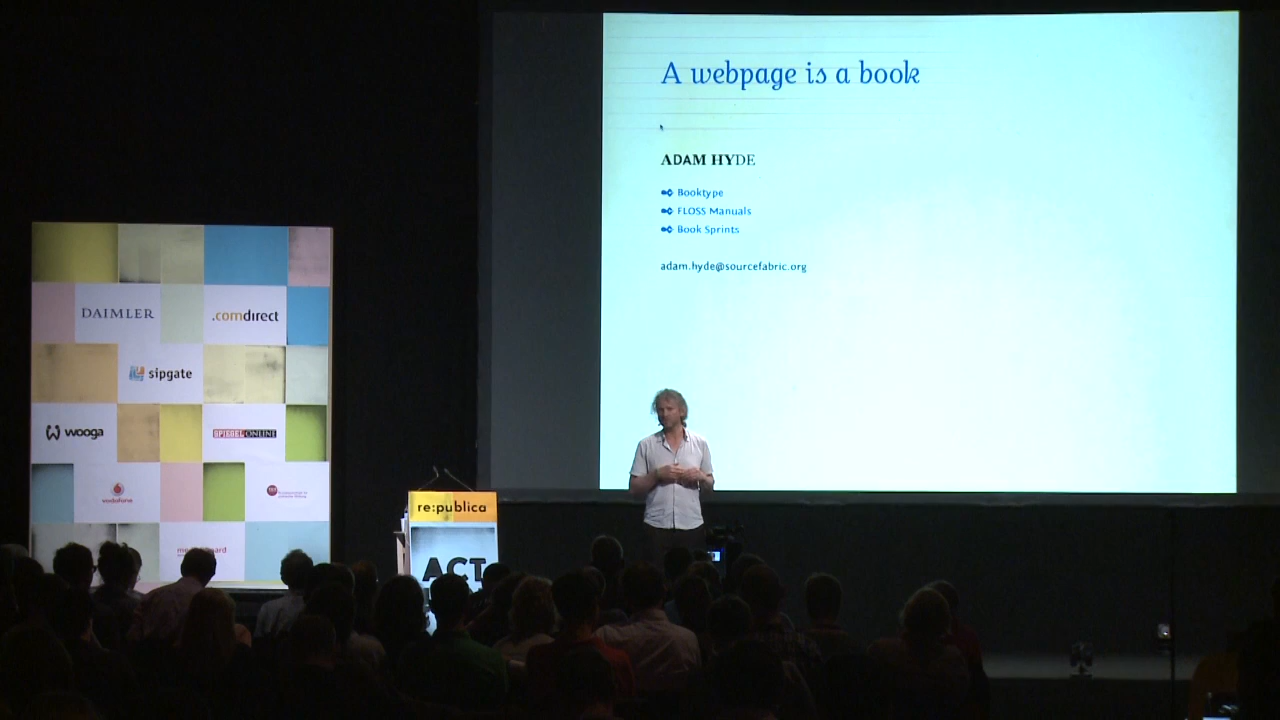 A webpage is a book
ADAM HYDE
Booktype
FLOSS Manuals
Book Sprints
adam.hyde@sourcefabric.org
DAIMLER
.comdirect
sipgate
wooga
SPIEGEL ONLINE
vodafone
re:publica
ACT